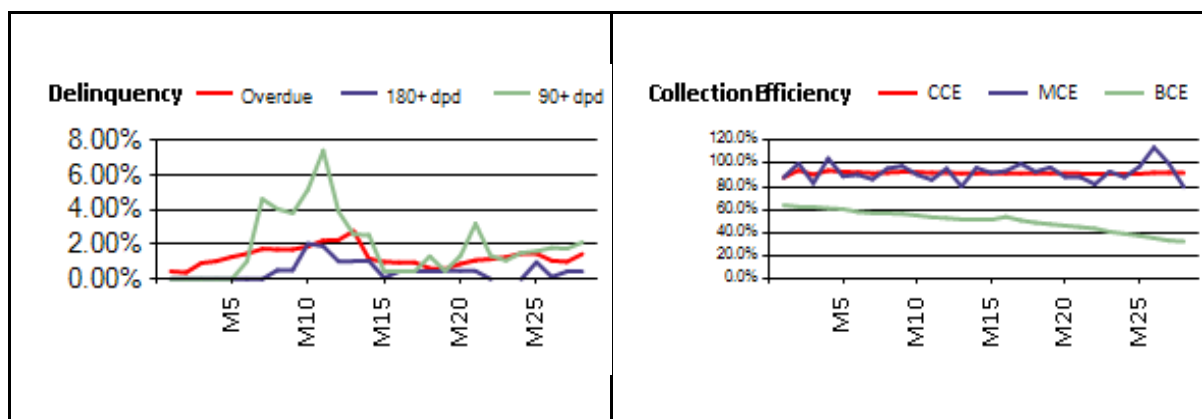 Delinquency Overdue 180+ dpd 90+ dpd
8.00%
6.00%
4.00%
2.00%
0.00%
M5
M10
M15
M20
M25
Collection Efficiency CCE MCE BCE
120.0%
100.0%
80.0%
60.0%
40.0%
20.0%
0.0%
M5
M10
M15
M20
M25